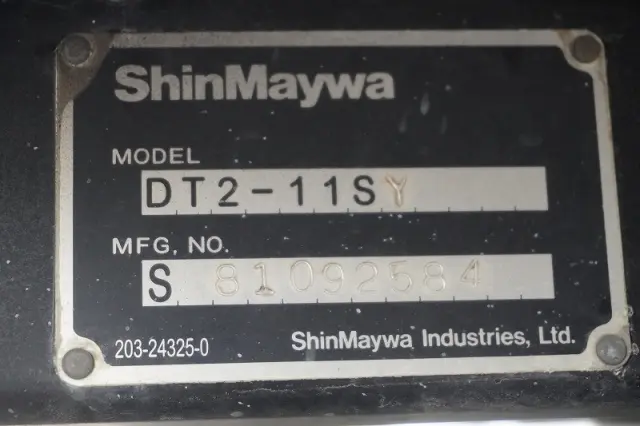 ShinMaywa
MODEL
DT2-11SY
MFG. NO.
S 81092584
203-24325-0
ShinMaywa Industries, Ltd.